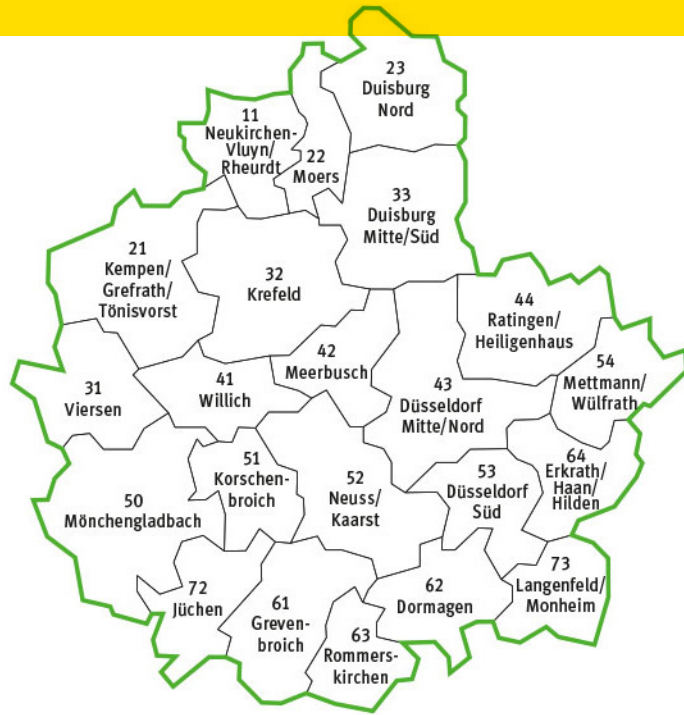 23
Duisburg
Nord
11
Neukirchen-
Vluyn/
Rheurdt
22
Moers
33
Duisburg
Mitte/Süd
21
Kempen/
Grefrath/
Tönisvorst
32
Krefeld
44
Ratingen/
Heiligenhaus
54
Mettmann/
Wülfrath
31
Viersen
41
Willich
42
Meerbusch
43
Düsseldorf
Mitte/Nord
64
Erkrath/
Haan/
Hilden
50
Mönchengladbach
51
Korschen-
broich
52
Neuss/
Kaarst
53
Düsseldorf
Süd
73
Langenfeld/
Monheim
72
Jüchen
61
Greven-
broich
62
Dormagen
63
Rommers-
kirchen